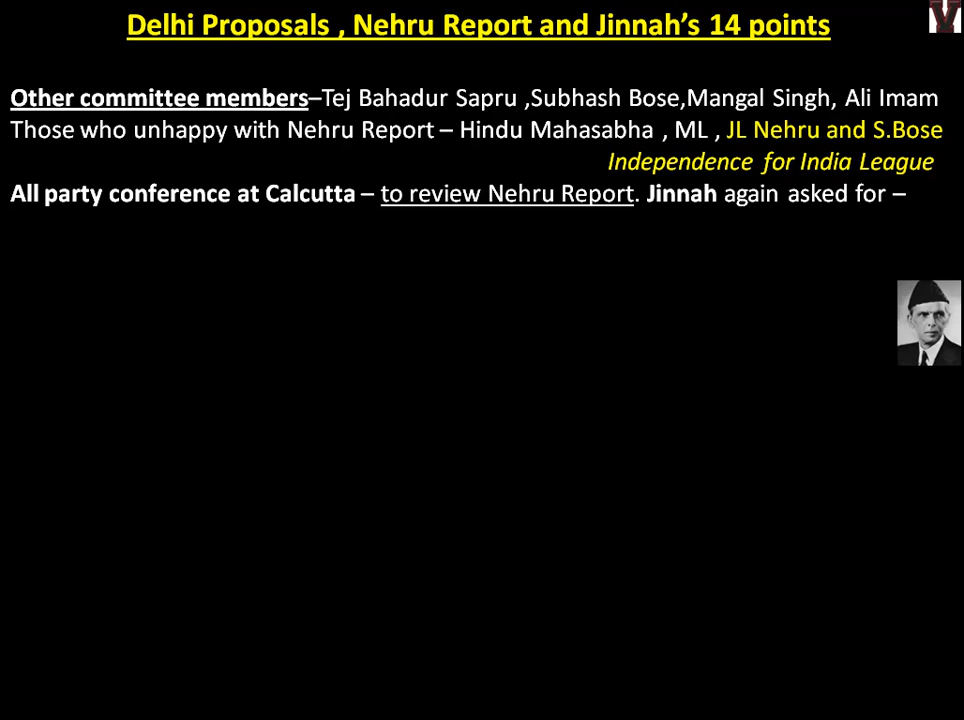 Delhi Proposals , Nehru Report and Jinnah's 14 points
Other committee members–Tej Bahadur Sapru ,Subhash Bose,Mangal Singh, Ali Imam
Those who unhappy with Nehru Report – Hindu Mahasabha , ML , JL Nehru and S.Bose
Independence for India League
All party conference at Calcutta – to review Nehru Report. Jinnah again asked for –